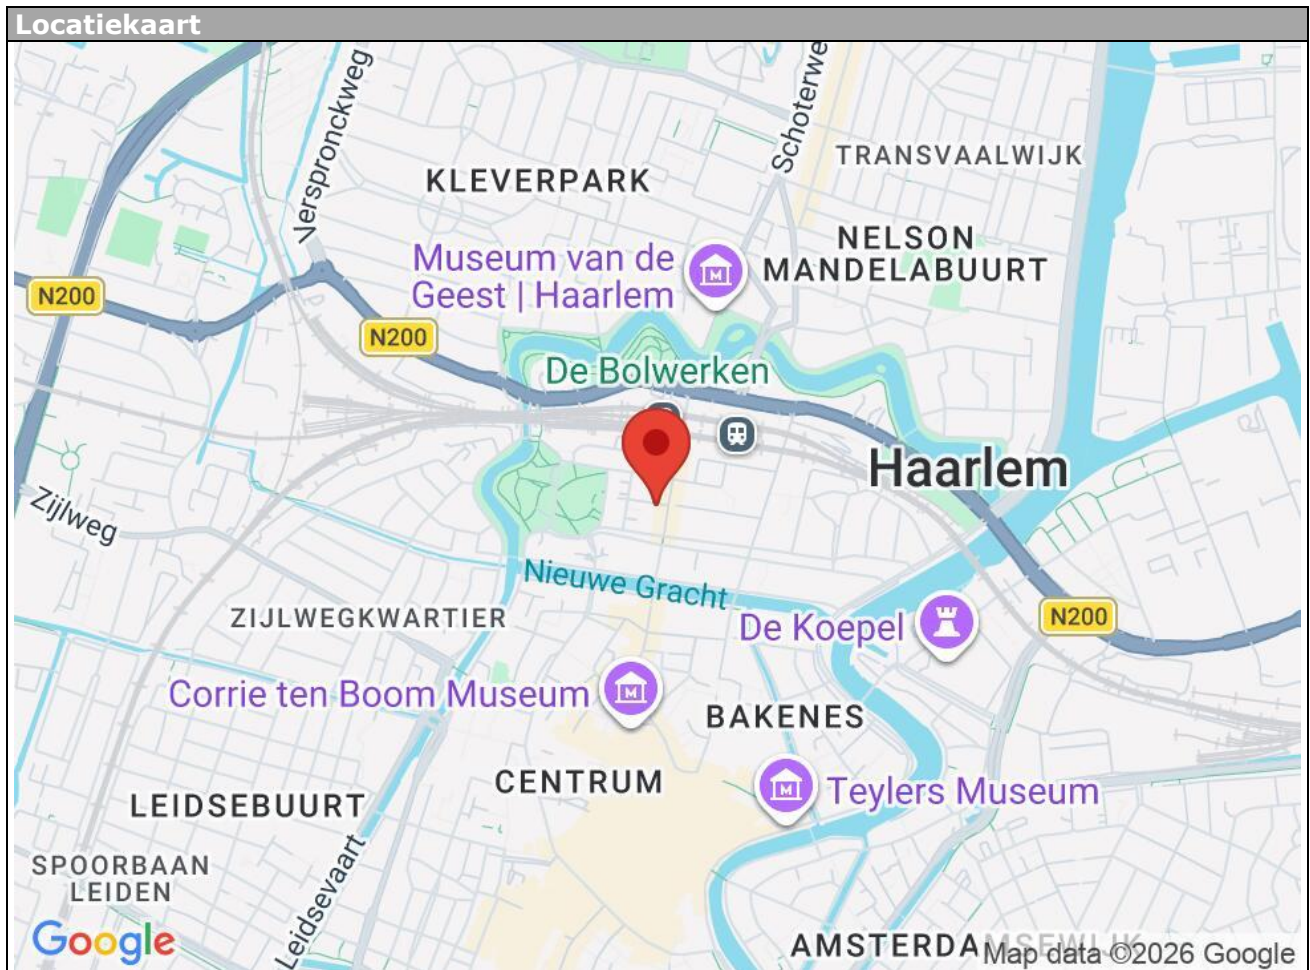 Locatiekaart
Verspronckweg
Schoterwe
TRANSVAALWIJK
KLEVERPARK
NELSON
MANDELABUURT
Museum van de
Geest | Haarlem
N200
N200
De Bolwerken
Haarlem
Zijlweg
Nieuwe Gracht
ZIJLWEGKWARTIER
De Koepel
N200
Corrie ten Boom Museum
BAKENES
CENTRUM
Teylers Museum
LEIDSEBUURT
SPOORBAAN
LEIDEN
Leidsevaart
Google
AMSTERDAMSEWIJK
Map data ©2026 Google